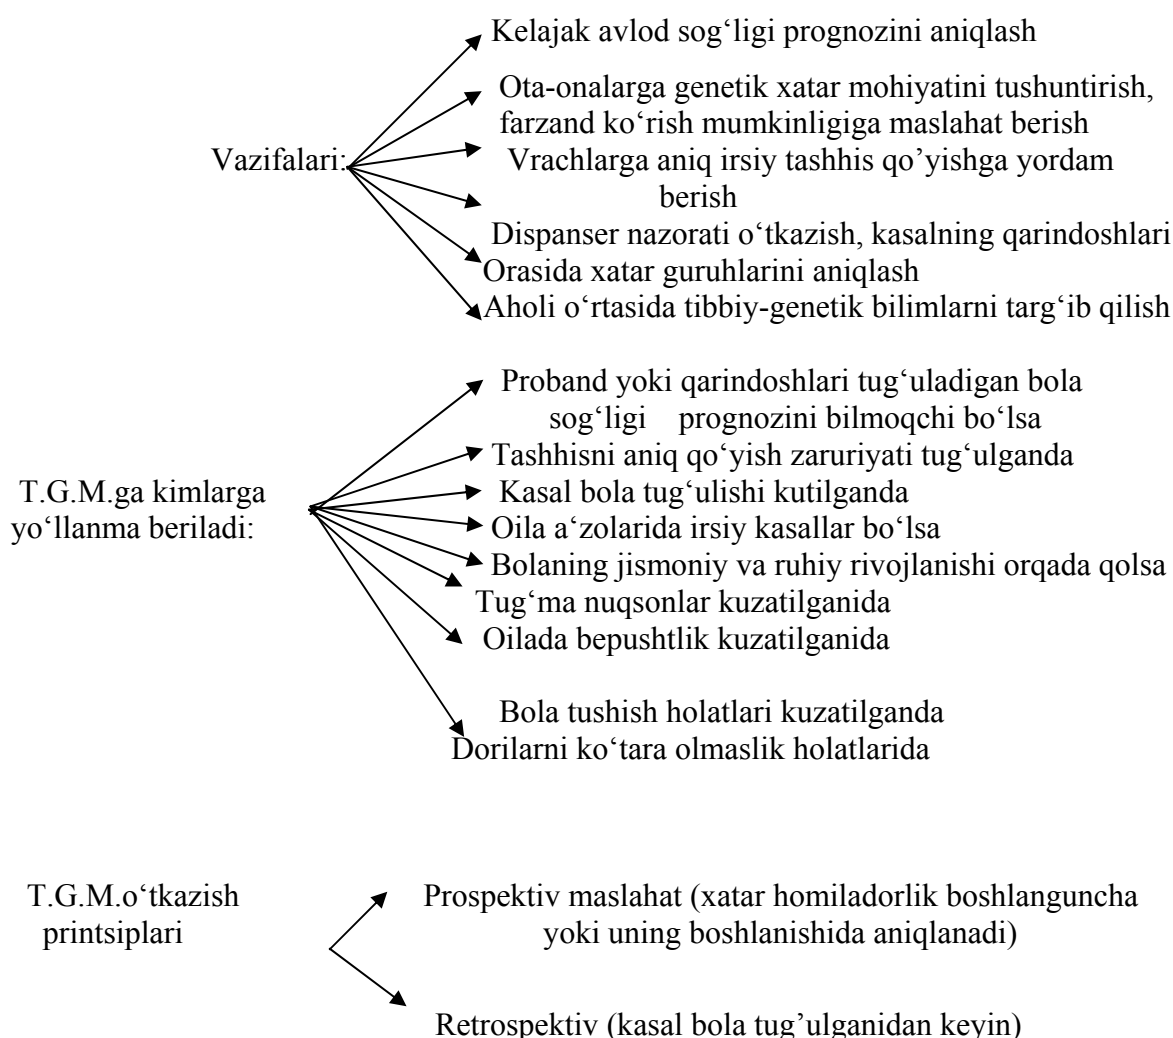 Kelajak avlod sog‘ligi prognozini aniqlash
Ota-onalarga genetik xatar mohiyatini tushuntirish,
farzand ko‘rish mumkinligiga maslahat berish
Vazifalari:
Vrachlarga aniq irsiy tashhis qo’yishga yordam
berish
Dispanser nazorati o‘tkazish, kasalning qarindoshlari
Orasida xatar guruhlarini aniqlash
Aholi o‘rtasida tibbiy-genetik bilimlarni targ‘ib qilish
Proband yoki qarindoshlari tug‘uladigan bola
sog‘ligi prognozini bilmoqchi bo‘lsa
Tashhisni aniq qo‘yish zaruriyati tug‘ulganda
T.G.M.ga kimlarga
yo‘llanma beriladi:
Kasal bola tug‘ulishi kutilganda
Oila a‘zolarida irsiy kasallar bo‘lsa
Bolaning jismoniy va ruhiy rivojlanishi orqada qolsa
Tug‘ma nuqsonlar kuzatilganida
Oilada bepushtlik kuzatilganida
Bola tushish holatlari kuzatilganda
Dorilarni ko‘tara olmaslik holatlarida
T.G.M.o‘tkazish
printsiplari
Prospektiv maslahat (xatar homiladorlik boshlanguncha
yoki uning boshlanishida aniqlanadi)
Retrospektiv (kasal bola tug’ulganidan keyin)